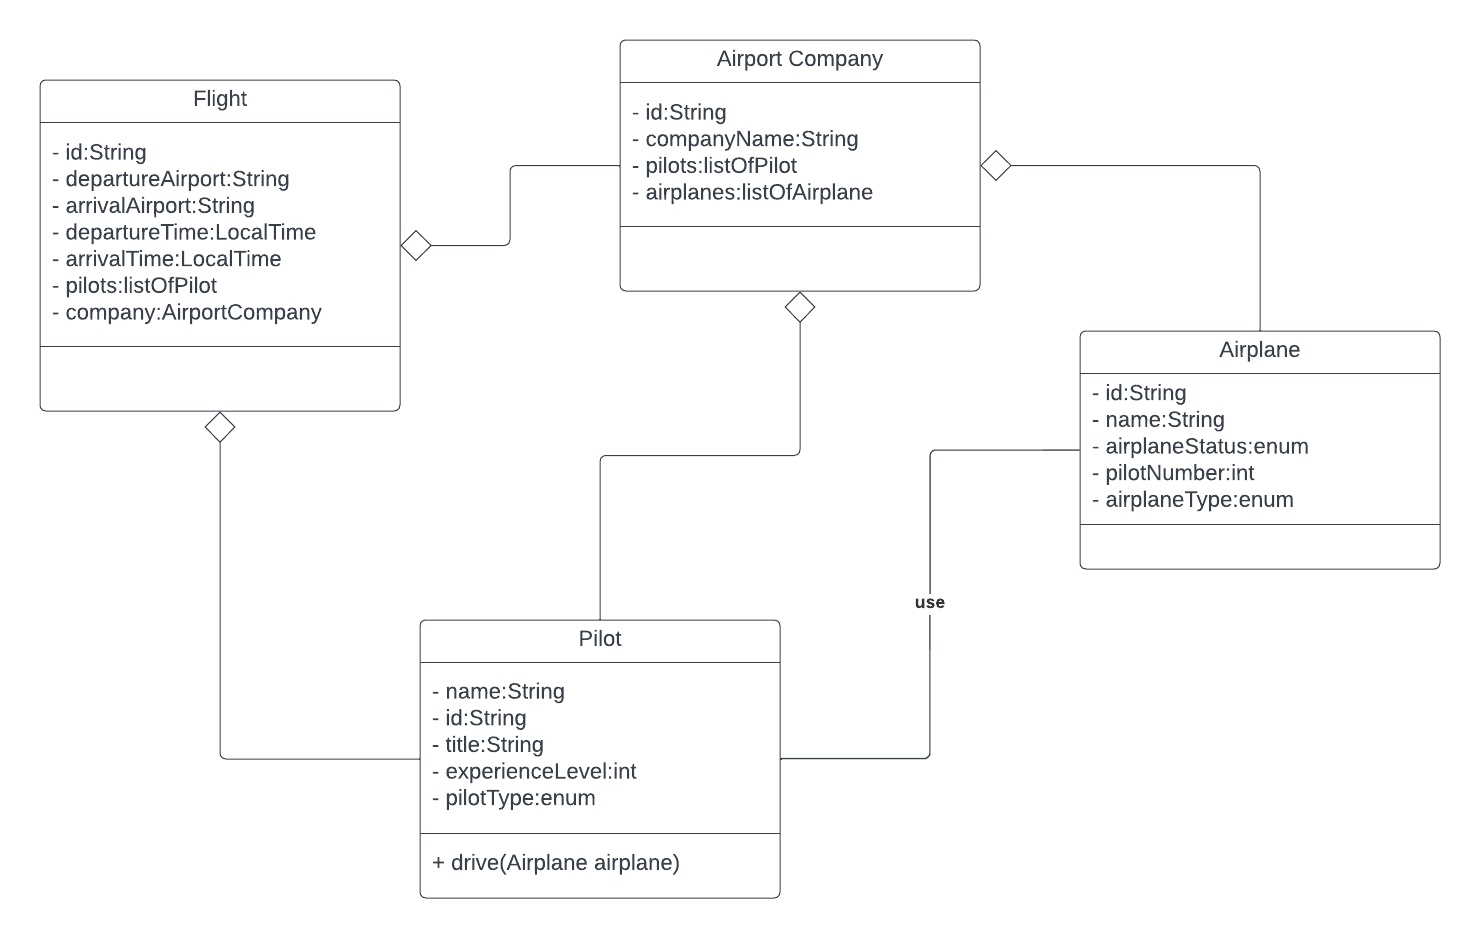 Flight
- id:String
- departureAirport:String
- arrivalAirport:String
- departureTime:LocalTime
- arrivalTime:LocalTime
- pilots:listOfPilot
- company:AirportCompany
Airport Company
- id:String
- companyName:String
- pilots:listOfPilot
- airplanes:listOfAirplane
Airplane
- id:String
- name:String
- airplaneStatus:enum
- pilotNumber:int
- airplaneType:enum
use
Pilot
- name:String
- id:String
- title:String
- experienceLevel:int
- pilotType:enum
+ drive(Airplane airplane)